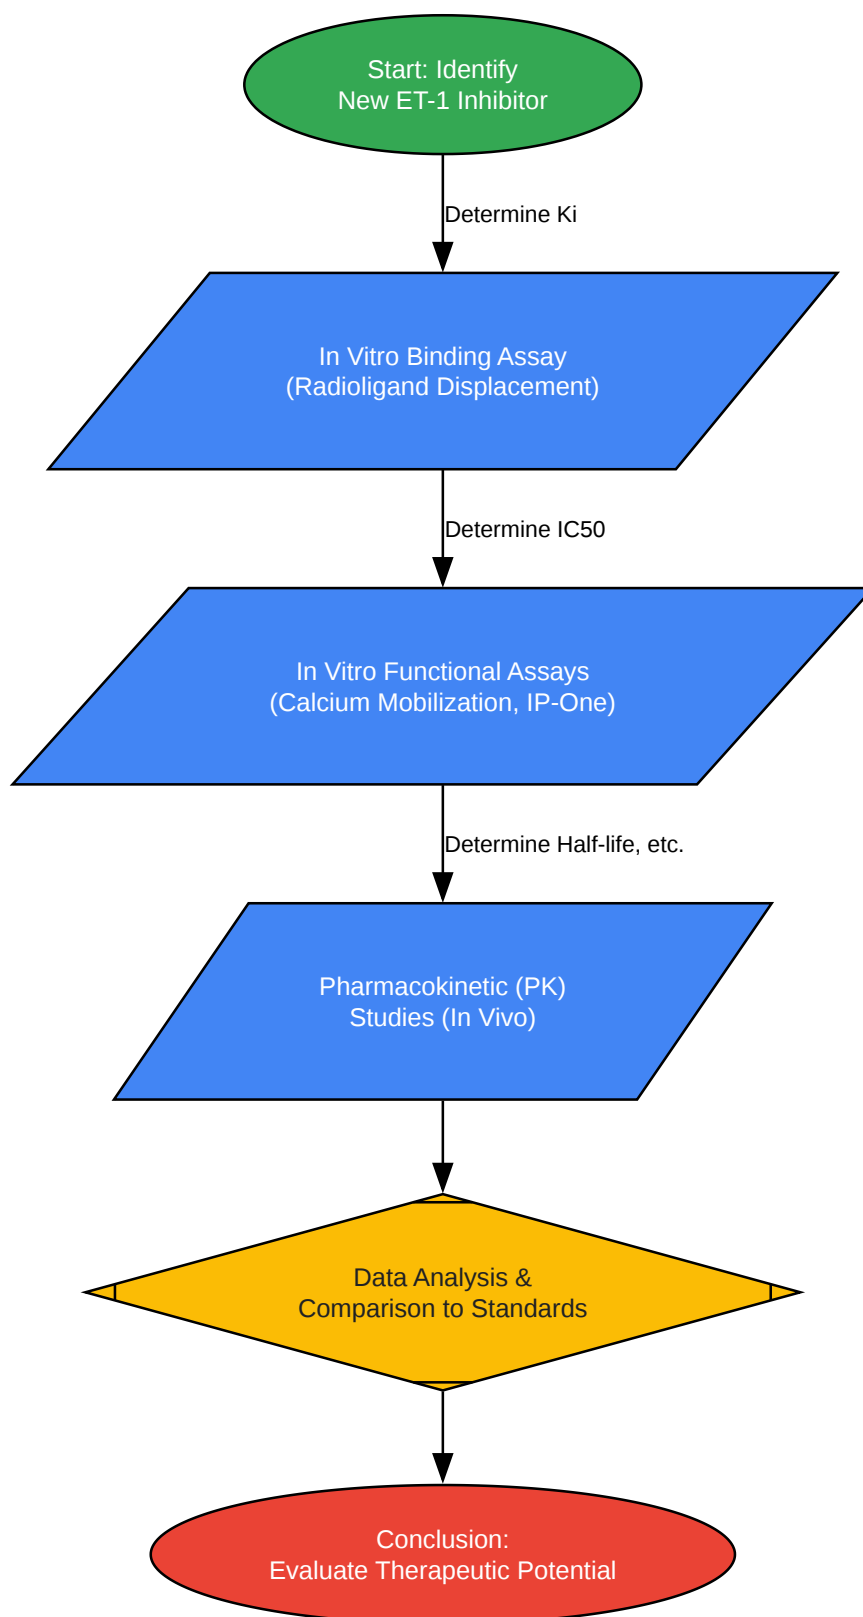 Start: Identify
New ET-1 Inhibitor
Determine Ki
In Vitro Binding Assay
(Radioligand Displacement)
Determine IC50
In Vitro Functional Assays
(Calcium Mobilization, IP-One)
Determine Half-life, etc.
Pharmacokinetic (PK)
Studies (In Vivo)
Data Analysis &
Comparison to Standards
Conclusion:
Evaluate Therapeutic Potential